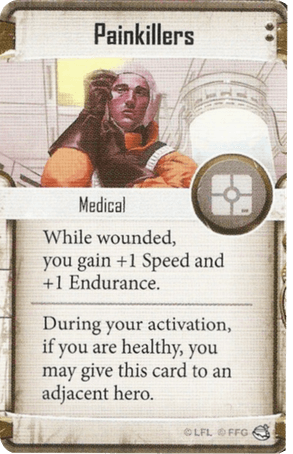 Painkillers
Medical
While wounded,
you gain +1 Speed and
+1 Endurance.
During your activation,
if you are healthy, you
may give this card to an
adjacent hero.
©LFL ©FFG